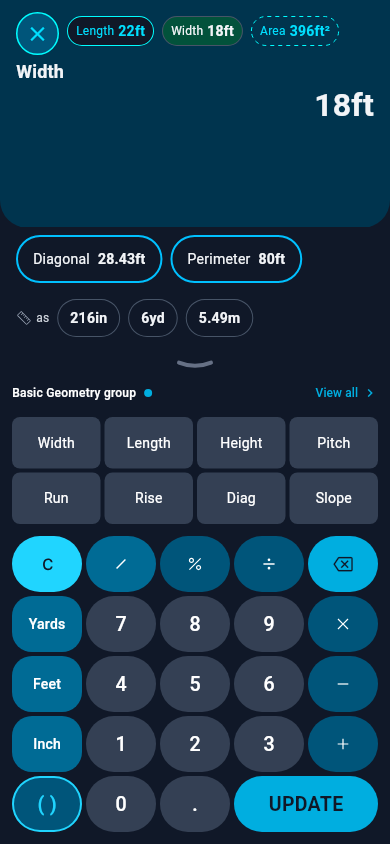 Length 22ft Width 18ft Area 396ft²
Width
18ft
Diagonal 28.43ft Perimeter 80ft
as 216in 6yd 5.49m
Basic Geometry group View all
Width Length Height Pitch
Run Rise Diag Slope
C / % ÷
Yards 7 8 9 ×
Feet 4 5 6 −
Inch 1 2 3 +
( ) 0 . UPDATE